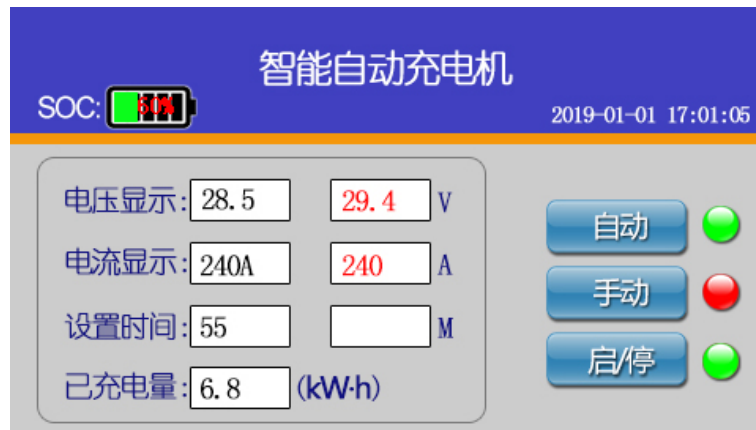 智能自动充电机
SOC: 60%
2019-01-01 17:01:05
电压显示: 28.5 29.4 V
自动
电流显示: 240A 240 A
手动
设置时间: 55 M
启/停
已充电量: 6.8 (kW·h)